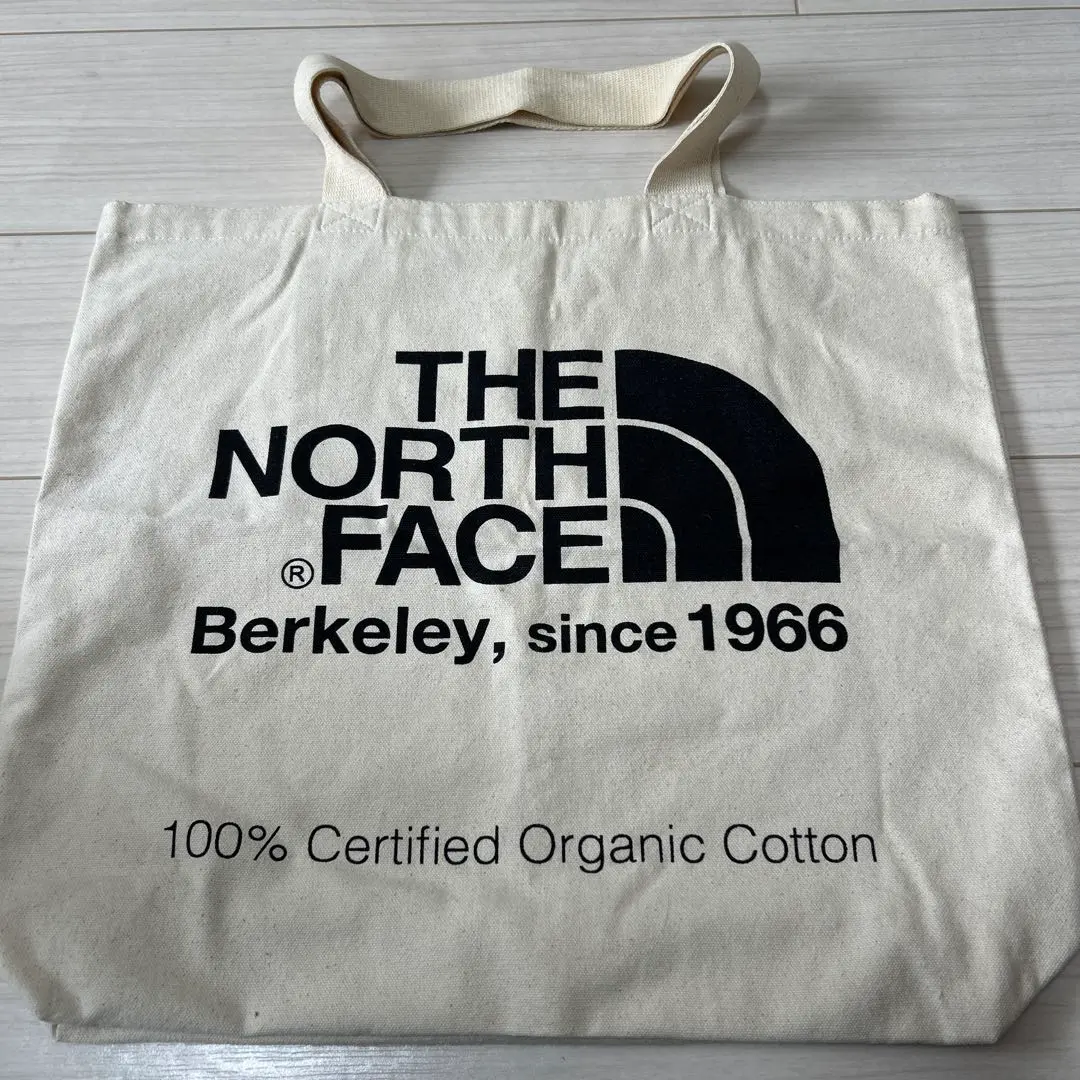 THE
NORTH
®FACE
Berkeley, since 1966
100% Certified Organic Cotton